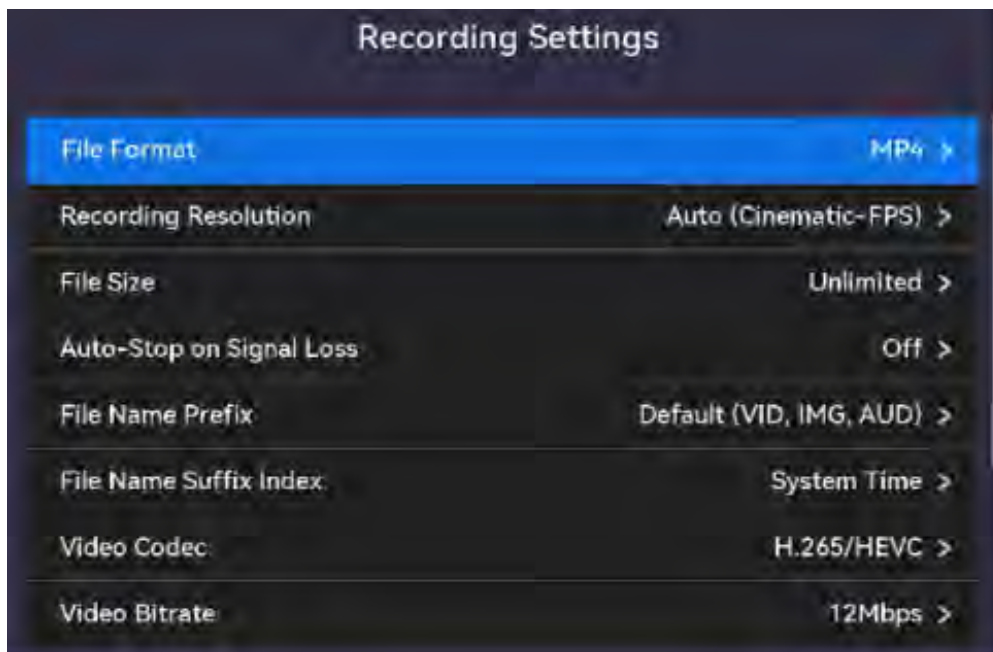 Recording Settings
File Format MP4 >
Recording Resolution Auto (Cinematic-FPS) >
File Size Unlimited >
Auto-Stop on Signal Loss Off >
File Name Prefix Default (VID, IMG, AUD) >
File Name Suffix Index System Time >
Video Codec H.265/HEVC >
Video Bitrate 12Mbps >